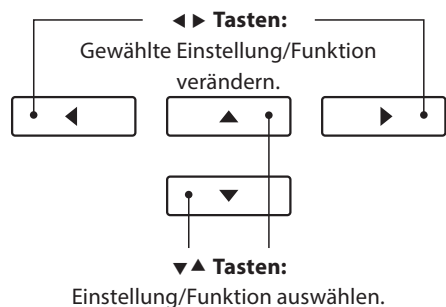 ◀ ▶ Tasten:
Gewählte Einstellung/Funktion
verändern.
▼▲ Tasten:
Einstellung/Funktion auswählen.